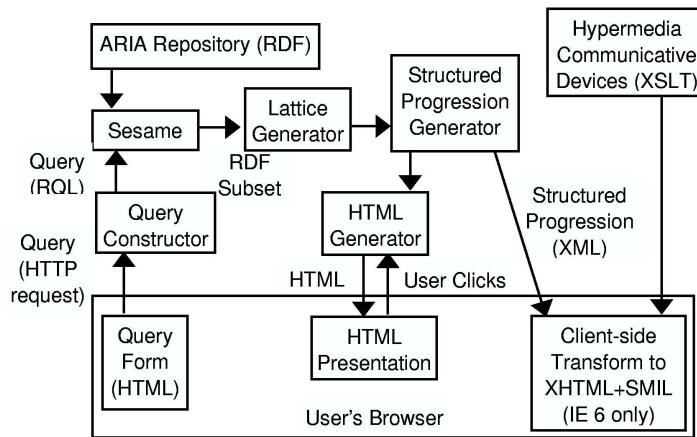 ARIA Repository (RDF)
Hypermedia
Communicative
Devices (XSLT)
Structured
Progression
Generator
Lattice
Generator
Sesame
Query
(RQL)
RDF
Subset
Query
Constructor
HTML
Generator
Structured
Progression
(XML)
Query
(HTTP
request)
HTML
User Clicks
Query
Form
(HTML)
HTML
Presentation
Client-side
Transform to
XHTML+SMIL
(IE 6 only)
User's Browser